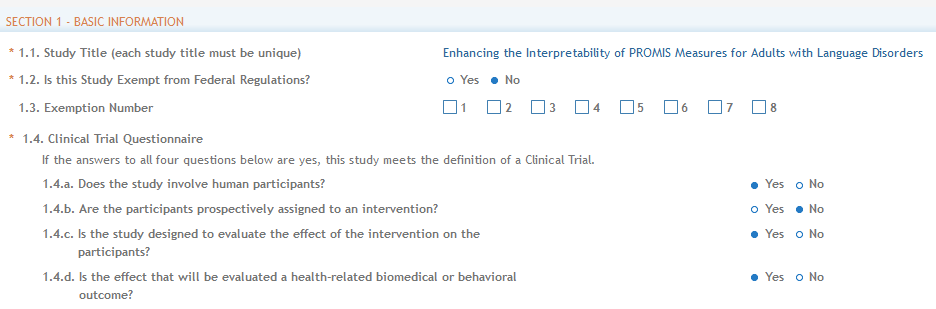 SECTION 1 - BASIC INFORMATION
* 1.1. Study Title (each study title must be unique) Enhancing the Interpretability of PROMIS Measures for Adults with Language Disorders
* 1.2. Is this Study Exempt from Federal Regulations? Yes No
1.3. Exemption Number 1 2 3 4 5 6 7 8
* 1.4. Clinical Trial Questionnaire
If the answers to all four questions below are yes, this study meets the definition of a Clinical Trial.
1.4.a. Does the study involve human participants? Yes No
1.4.b. Are the participants prospectively assigned to an intervention? Yes No
1.4.c. Is the study designed to evaluate the effect of the intervention on the Yes No
participants?
1.4.d. Is the effect that will be evaluated a health-related biomedical or behavioral Yes No
outcome?